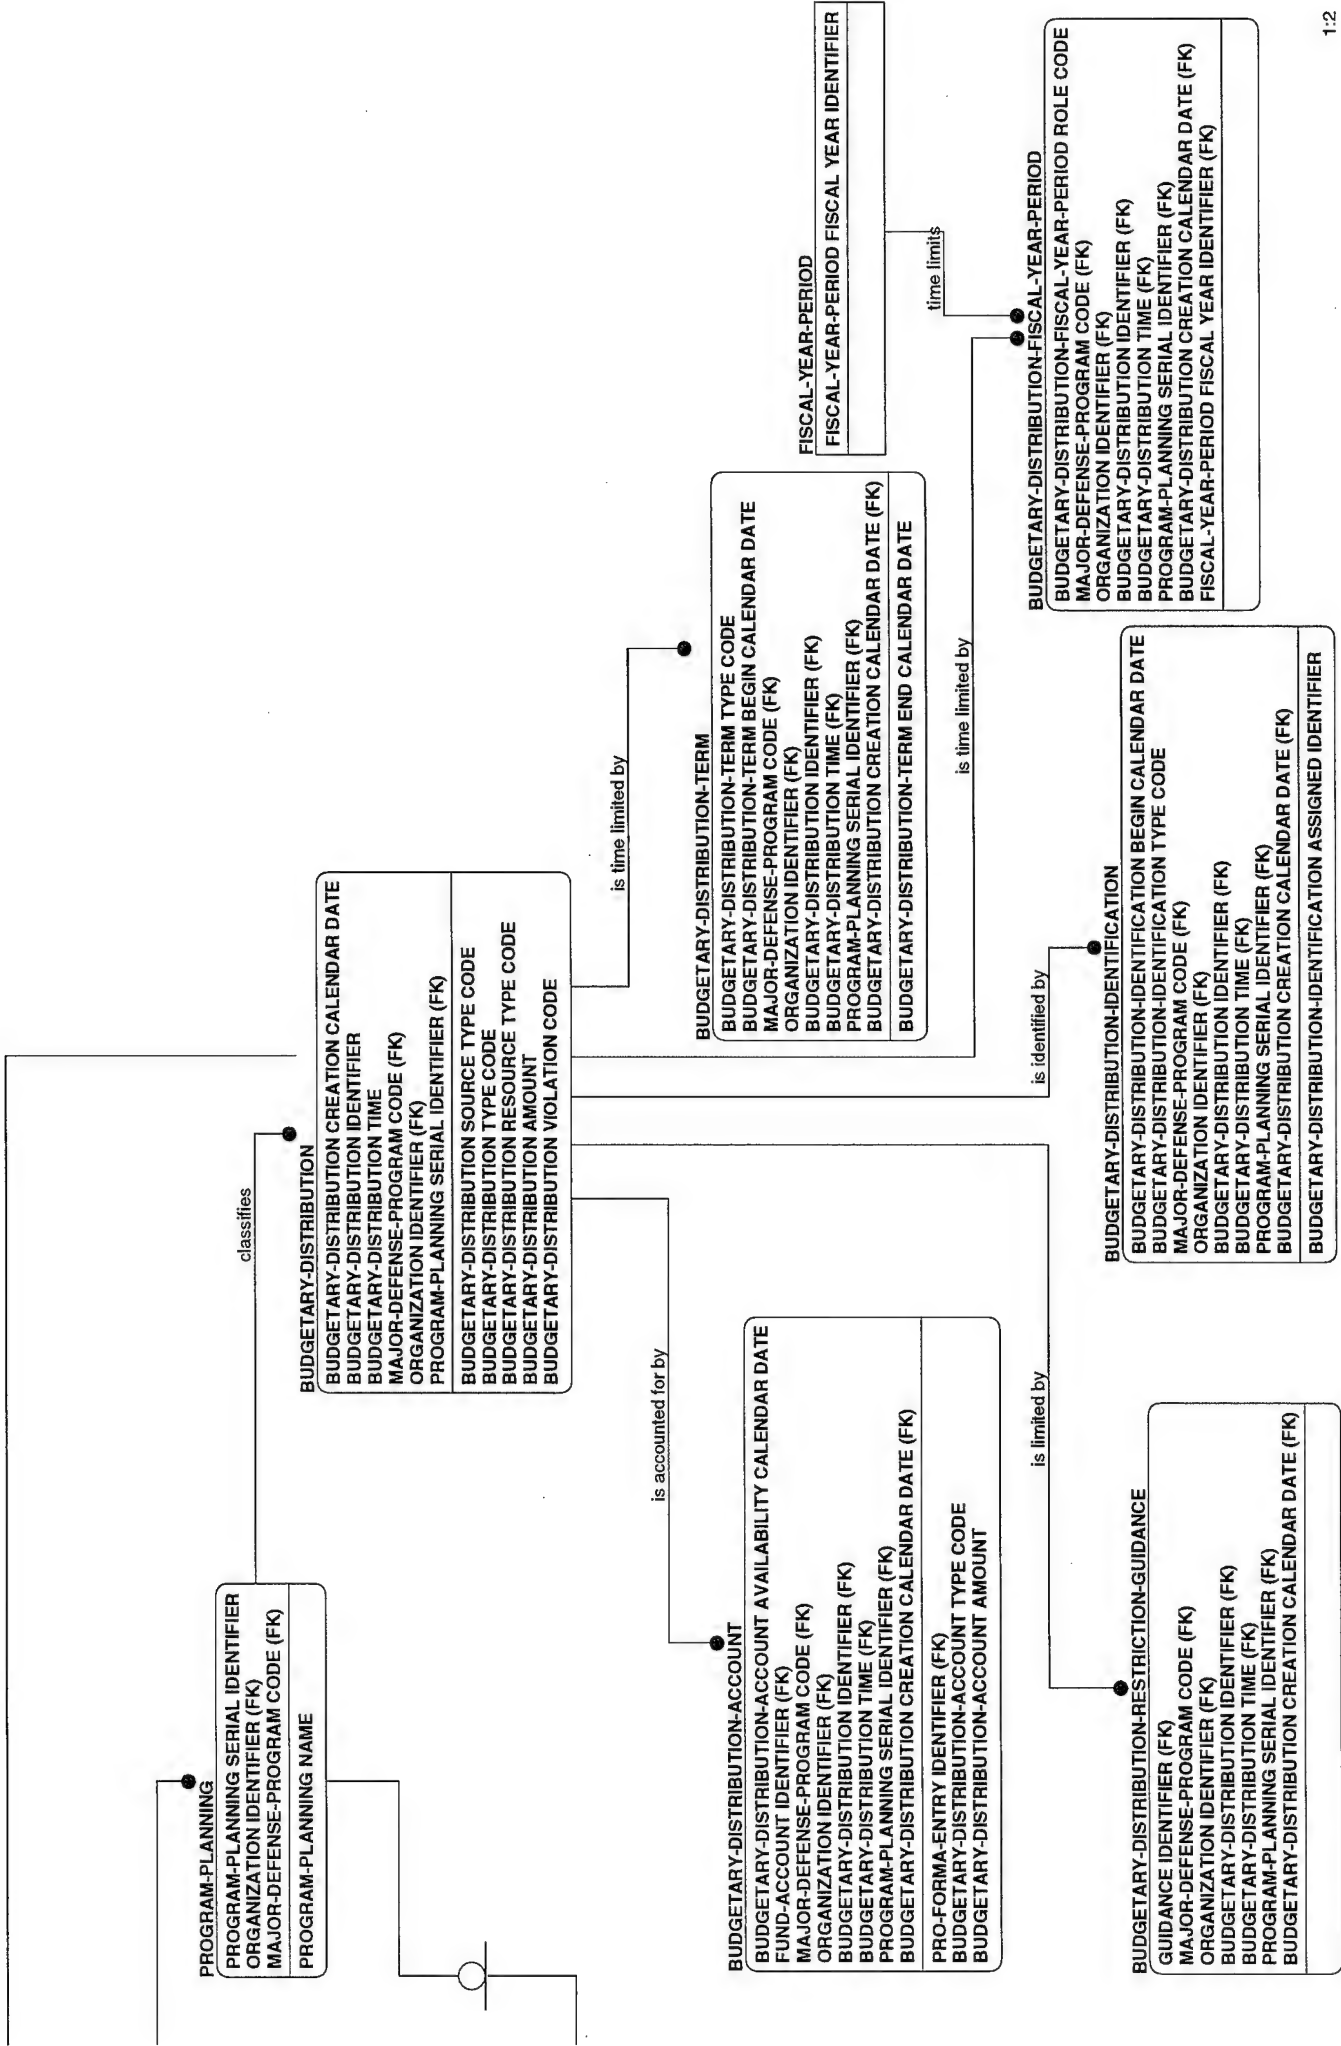 PROGRAM-PLANNING
PROGRAM-PLANNING SERIAL IDENTIFIER
ORGANIZATION IDENTIFIER (FK)
MAJOR-DEFENSE-PROGRAM CODE (FK)
PROGRAM-PLANNING NAME
classifies
BUDGETARY-DISTRIBUTION
BUDGETARY-DISTRIBUTION CREATION CALENDAR DATE
BUDGETARY-DISTRIBUTION IDENTIFIER
BUDGETARY-DISTRIBUTION TIME
MAJOR-DEFENSE-PROGRAM CODE (FK)
ORGANIZATION IDENTIFIER (FK)
PROGRAM-PLANNING SERIAL IDENTIFIER (FK)
BUDGETARY-DISTRIBUTION SOURCE TYPE CODE
BUDGETARY-DISTRIBUTION TYPE CODE
BUDGETARY-DISTRIBUTION RESOURCE TYPE CODE
BUDGETARY-DISTRIBUTION AMOUNT
BUDGETARY-DISTRIBUTION VIOLATION CODE
is accounted for by
BUDGETARY-DISTRIBUTION-ACCOUNT
BUDGETARY-DISTRIBUTION-ACCOUNT AVAILABILITY CALENDAR DATE
FUND-ACCOUNT IDENTIFIER (FK)
MAJOR-DEFENSE-PROGRAM CODE (FK)
ORGANIZATION IDENTIFIER (FK)
BUDGETARY-DISTRIBUTION IDENTIFIER (FK)
BUDGETARY-DISTRIBUTION TIME (FK)
PROGRAM-PLANNING SERIAL IDENTIFIER (FK)
BUDGETARY-DISTRIBUTION CREATION CALENDAR DATE (FK)
PRO-FORMA-ENTRY IDENTIFIER (FK)
BUDGETARY-DISTRIBUTION-ACCOUNT TYPE CODE
BUDGETARY-DISTRIBUTION-ACCOUNT AMOUNT
is time limited by
BUDGETARY-DISTRIBUTION-TERM
BUDGETARY-DISTRIBUTION-TERM TYPE CODE
BUDGETARY-DISTRIBUTION-TERM BEGIN CALENDAR DATE
MAJOR-DEFENSE-PROGRAM CODE (FK)
ORGANIZATION IDENTIFIER (FK)
BUDGETARY-DISTRIBUTION IDENTIFIER (FK)
BUDGETARY-DISTRIBUTION TIME (FK)
PROGRAM-PLANNING SERIAL IDENTIFIER (FK)
BUDGETARY-DISTRIBUTION CREATION CALENDAR DATE (FK)
BUDGETARY-DISTRIBUTION-TERM END CALENDAR DATE
FISCAL-YEAR-PERIOD
FISCAL-YEAR-PERIOD FISCAL YEAR IDENTIFIER
time limits
is time limited by
is limited by
BUDGETARY-DISTRIBUTION-RESTRICTION-GUIDANCE
GUIDANCE IDENTIFIER (FK)
MAJOR-DEFENSE-PROGRAM CODE (FK)
ORGANIZATION IDENTIFIER (FK)
BUDGETARY-DISTRIBUTION IDENTIFIER (FK)
BUDGETARY-DISTRIBUTION TIME (FK)
PROGRAM-PLANNING SERIAL IDENTIFIER (FK)
BUDGETARY-DISTRIBUTION CREATION CALENDAR DATE (FK)
is identified by
BUDGETARY-DISTRIBUTION-IDENTIFICATION
BUDGETARY-DISTRIBUTION-IDENTIFICATION BEGIN CALENDAR DATE
BUDGETARY-DISTRIBUTION-IDENTIFICATION TYPE CODE
MAJOR-DEFENSE-PROGRAM CODE (FK)
ORGANIZATION IDENTIFIER (FK)
BUDGETARY-DISTRIBUTION IDENTIFIER (FK)
BUDGETARY-DISTRIBUTION TIME (FK)
PROGRAM-PLANNING SERIAL IDENTIFIER (FK)
BUDGETARY-DISTRIBUTION CREATION CALENDAR DATE (FK)
BUDGETARY-DISTRIBUTION-IDENTIFICATION ASSIGNED IDENTIFIER
BUDGETARY-DISTRIBUTION-FISCAL-YEAR-PERIOD
BUDGETARY-DISTRIBUTION-FISCAL-YEAR-PERIOD ROLE CODE
MAJOR-DEFENSE-PROGRAM CODE (FK)
ORGANIZATION IDENTIFIER (FK)
BUDGETARY-DISTRIBUTION IDENTIFIER (FK)
BUDGETARY-DISTRIBUTION TIME (FK)
PROGRAM-PLANNING SERIAL IDENTIFIER (FK)
BUDGETARY-DISTRIBUTION CREATION CALENDAR DATE (FK)
FISCAL-YEAR-PERIOD FISCAL YEAR IDENTIFIER (FK)
1:2